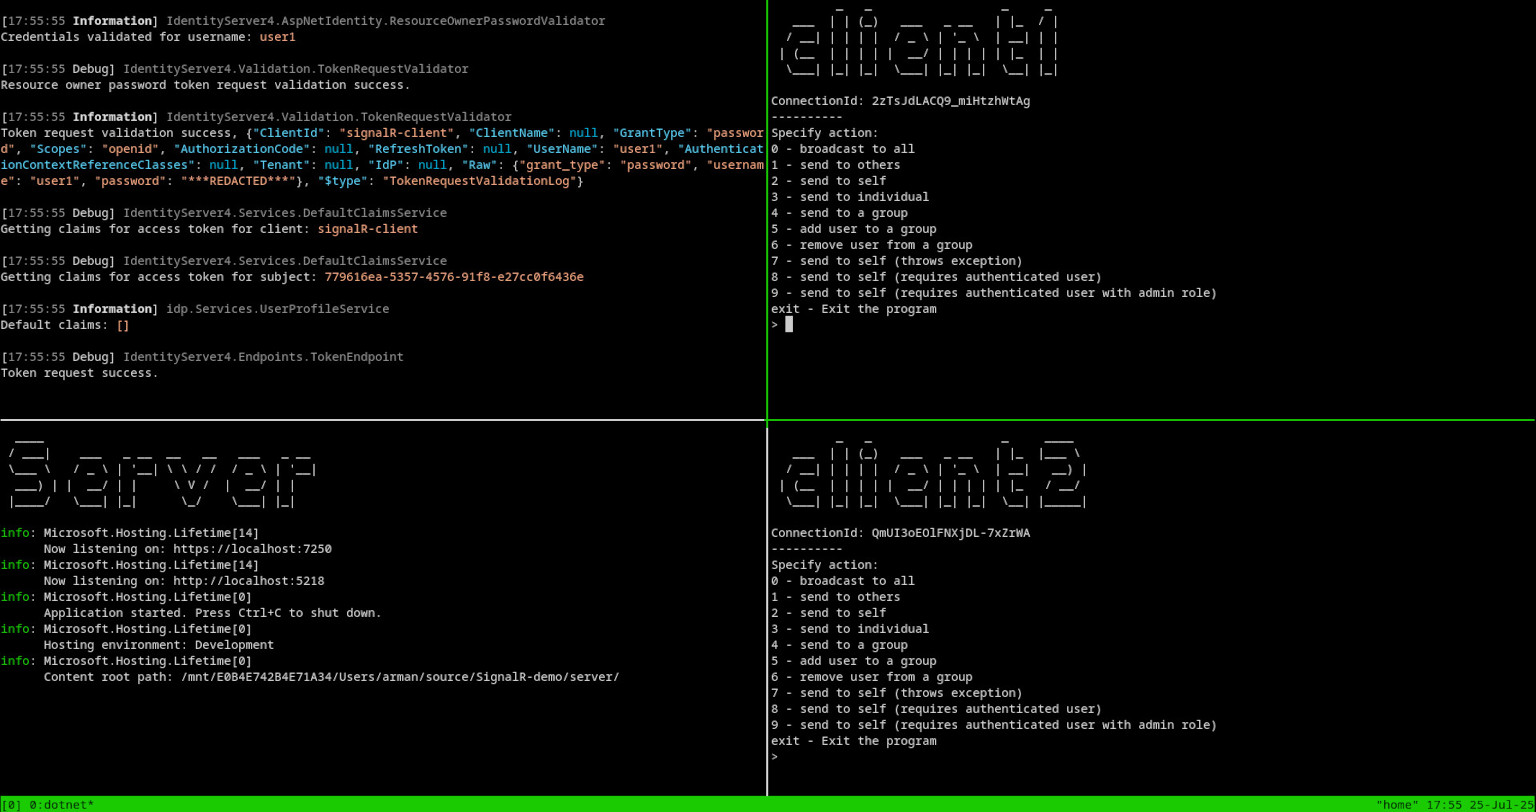 [17:55:55 Information] IdentityServer4.AspNetIdentity.ResourceOwnerPasswordValidator
Credentials validated for username: user1
[17:55:55 Debug] IdentityServer4.Validation.TokenRequestValidator
Resource owner password token request validation success.
[17:55:55 Information] IdentityServer4.Validation.TokenRequestValidator
Token request validation success, {"ClientId": "signalR-client", "ClientName": null, "GrantType": "passwor
d", "Scopes": "openid", "AuthorizationCode": null, "RefreshToken": null, "UserName": "user1", "Authenticat
ionContextReferenceClasses": null, "Tenant": null, "IdP": null, "Raw": {"grant_type": "password", "usernam
e": "user1", "password": "***REDACTED***"}, "$type": "TokenRequestValidationLog"}
[17:55:55 Debug] IdentityServer4.Services.DefaultClaimsService
Getting claims for access token for client: signalR-client
[17:55:55 Debug] IdentityServer4.Services.DefaultClaimsService
Getting claims for access token for subject: 779616ea-5357-4576-91f8-e27cc0f6436e
[17:55:55 Information] idp.Services.UserProfileService
Default claims: []
[17:55:55 Debug] IdentityServer4.Endpoints.TokenEndpoint
Token request success.
client1
ConnectionId: 2zTsJdLACQ9_miHtzhWtAg
----------
Specify action:
0 - broadcast to all
1 - send to others
2 - send to self
3 - send to individual
4 - send to a group
5 - add user to a group
6 - remove user from a group
7 - send to self (throws exception)
8 - send to self (requires authenticated user)
9 - send to self (requires authenticated user with admin role)
exit - Exit the program
>
Server
info: Microsoft.Hosting.Lifetime[14]
Now listening on: https://localhost:7250
info: Microsoft.Hosting.Lifetime[14]
Now listening on: http://localhost:5218
info: Microsoft.Hosting.Lifetime[0]
Application started. Press Ctrl+C to shut down.
info: Microsoft.Hosting.Lifetime[0]
Hosting environment: Development
info: Microsoft.Hosting.Lifetime[0]
Content root path: /mnt/E0B4E742B4E71A34/Users/arman/source/SignalR-demo/server/
client2
ConnectionId: QmUI3oEOlFNXjDL-7xZrWA
----------
Specify action:
0 - broadcast to all
1 - send to others
2 - send to self
3 - send to individual
4 - send to a group
5 - add user to a group
6 - remove user from a group
7 - send to self (throws exception)
8 - send to self (requires authenticated user)
9 - send to self (requires authenticated user with admin role)
exit - Exit the program
>
[0] 0:dotnet* "home" 17:55 25-Jul-25